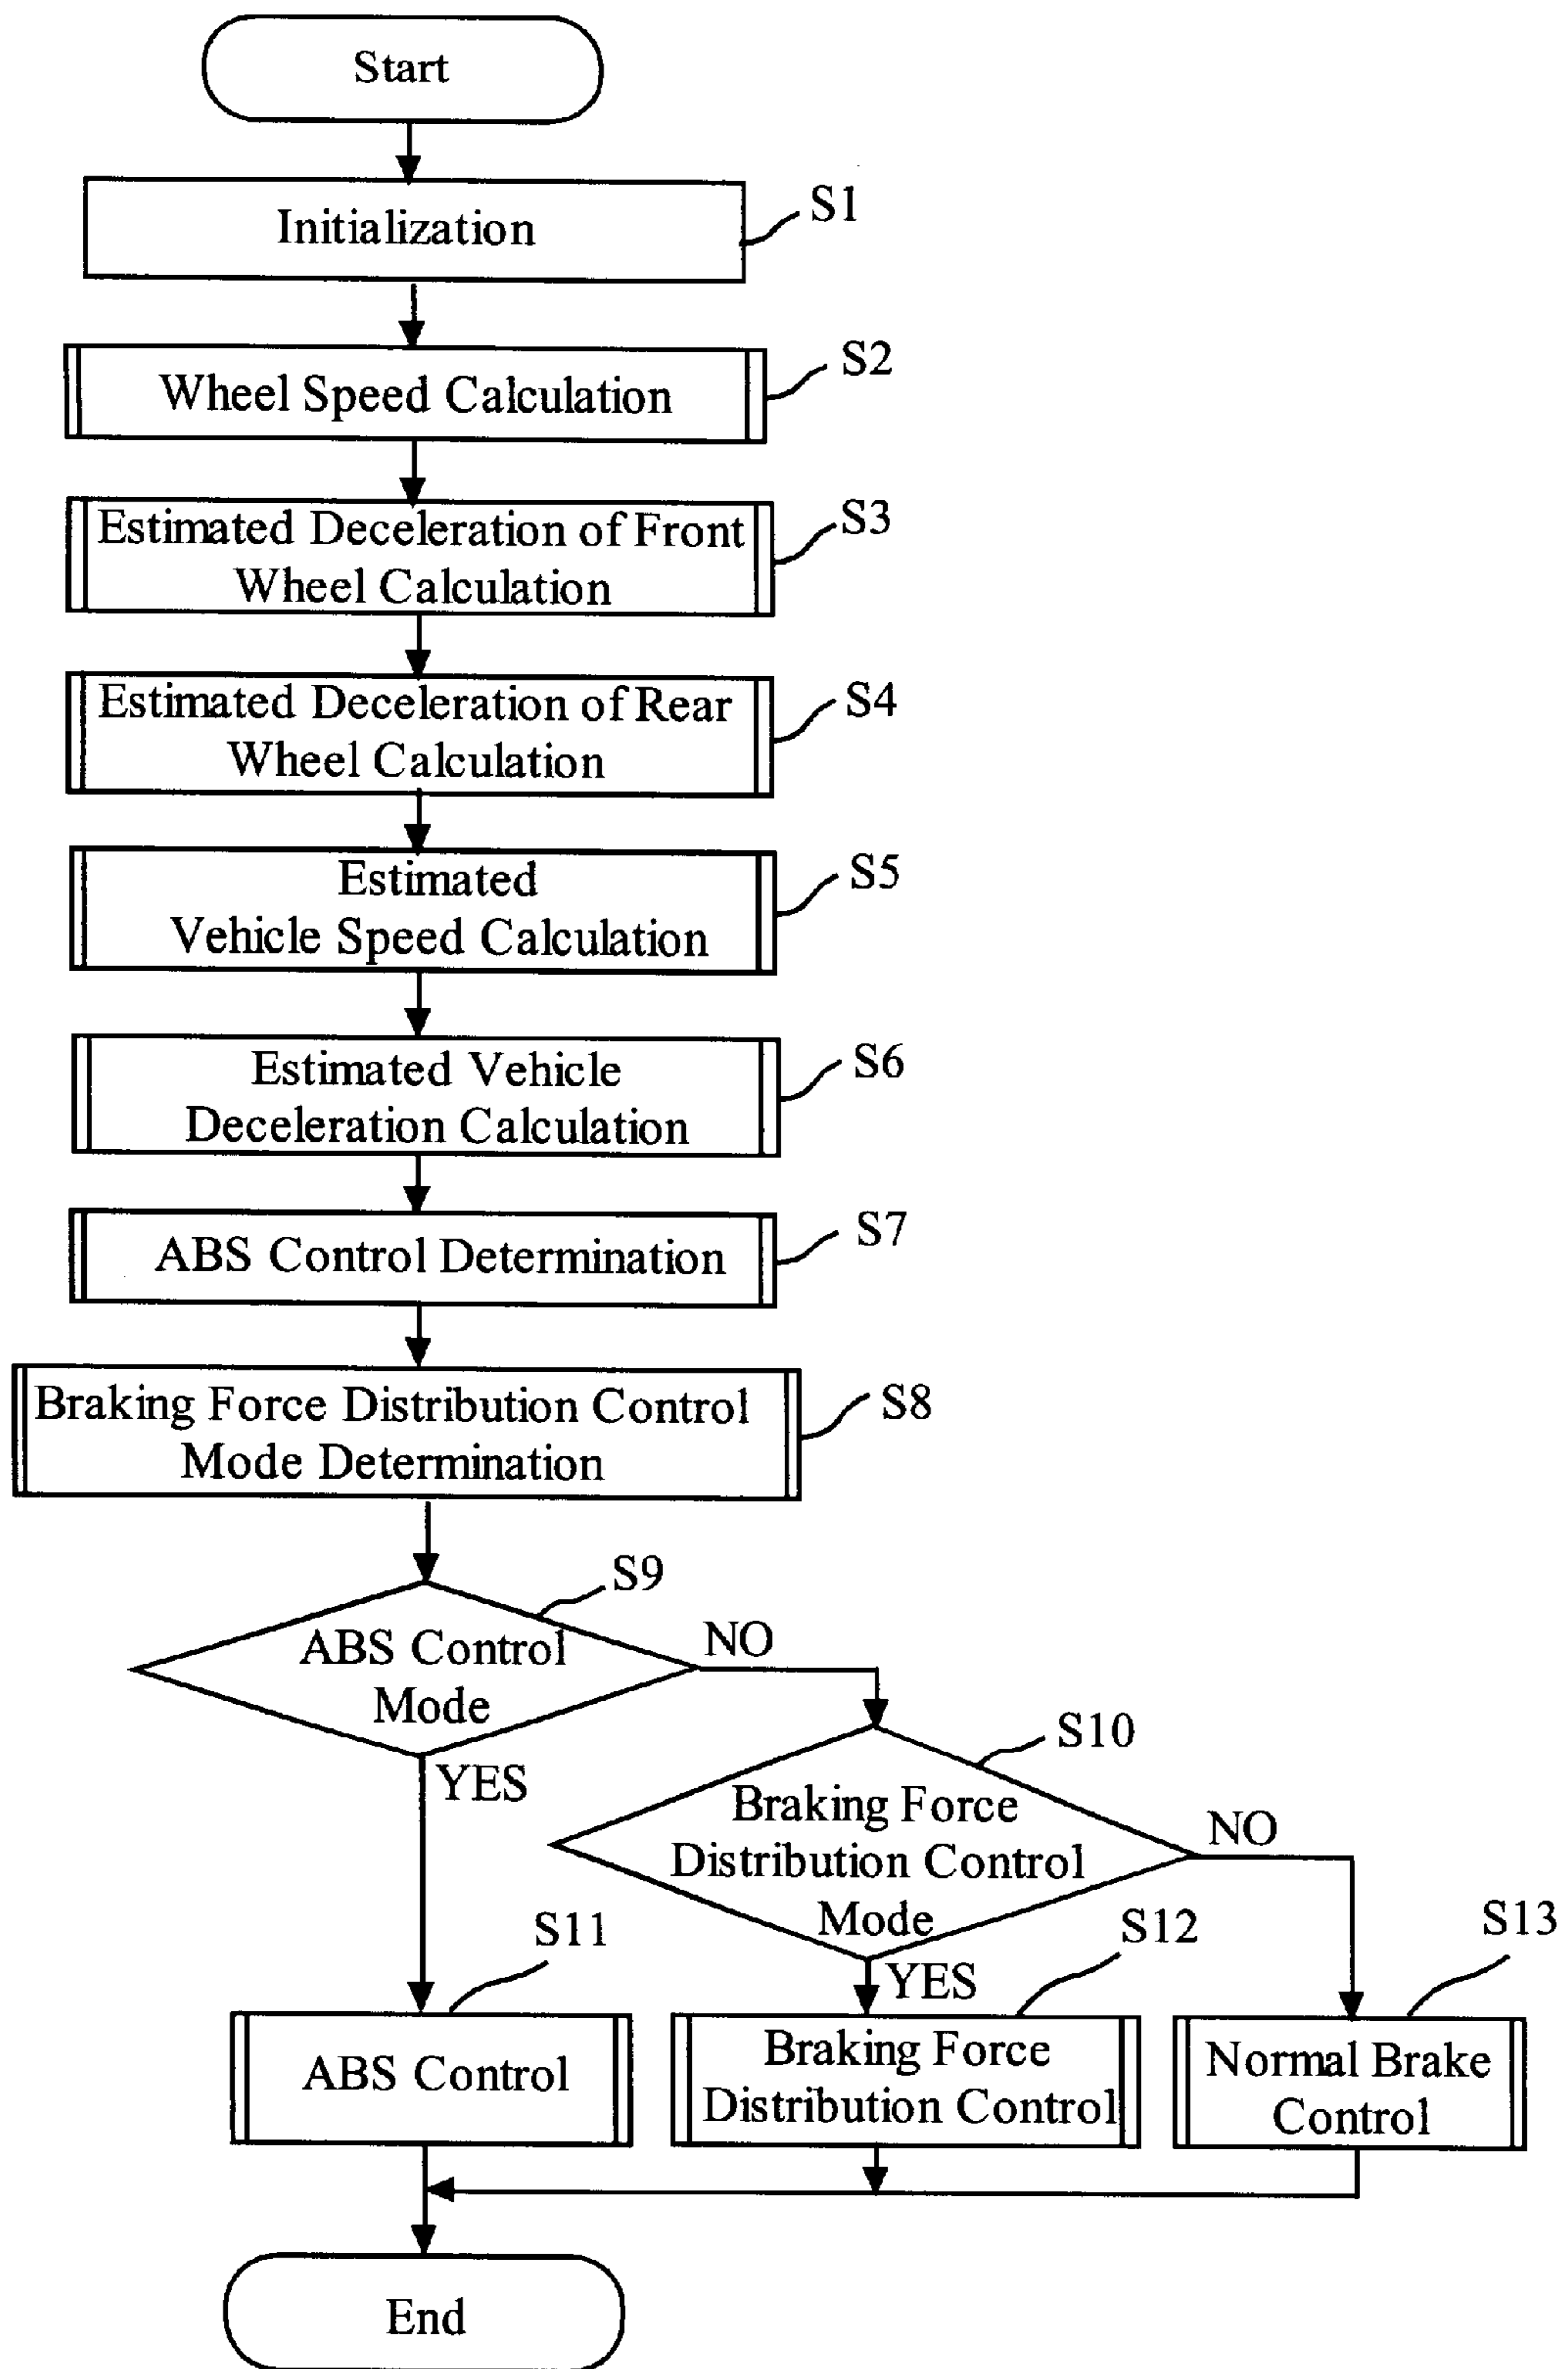 Start
Initialization
S1
Wheel Speed Calculation
S2
Estimated Deceleration of Front
Wheel Calculation
S3
Estimated Deceleration of Rear
Wheel Calculation
S4
Estimated
Vehicle Speed Calculation
S5
Estimated Vehicle
Deceleration Calculation
S6
ABS Control Determination
S7
Braking Force Distribution Control
Mode Determination
S8
S9
ABS Control
Mode
NO
YES
S10
Braking Force
Distribution Control
Mode
NO
YES
S11
ABS Control
S12
Braking Force
Distribution Control
S13
Normal Brake
Control
End